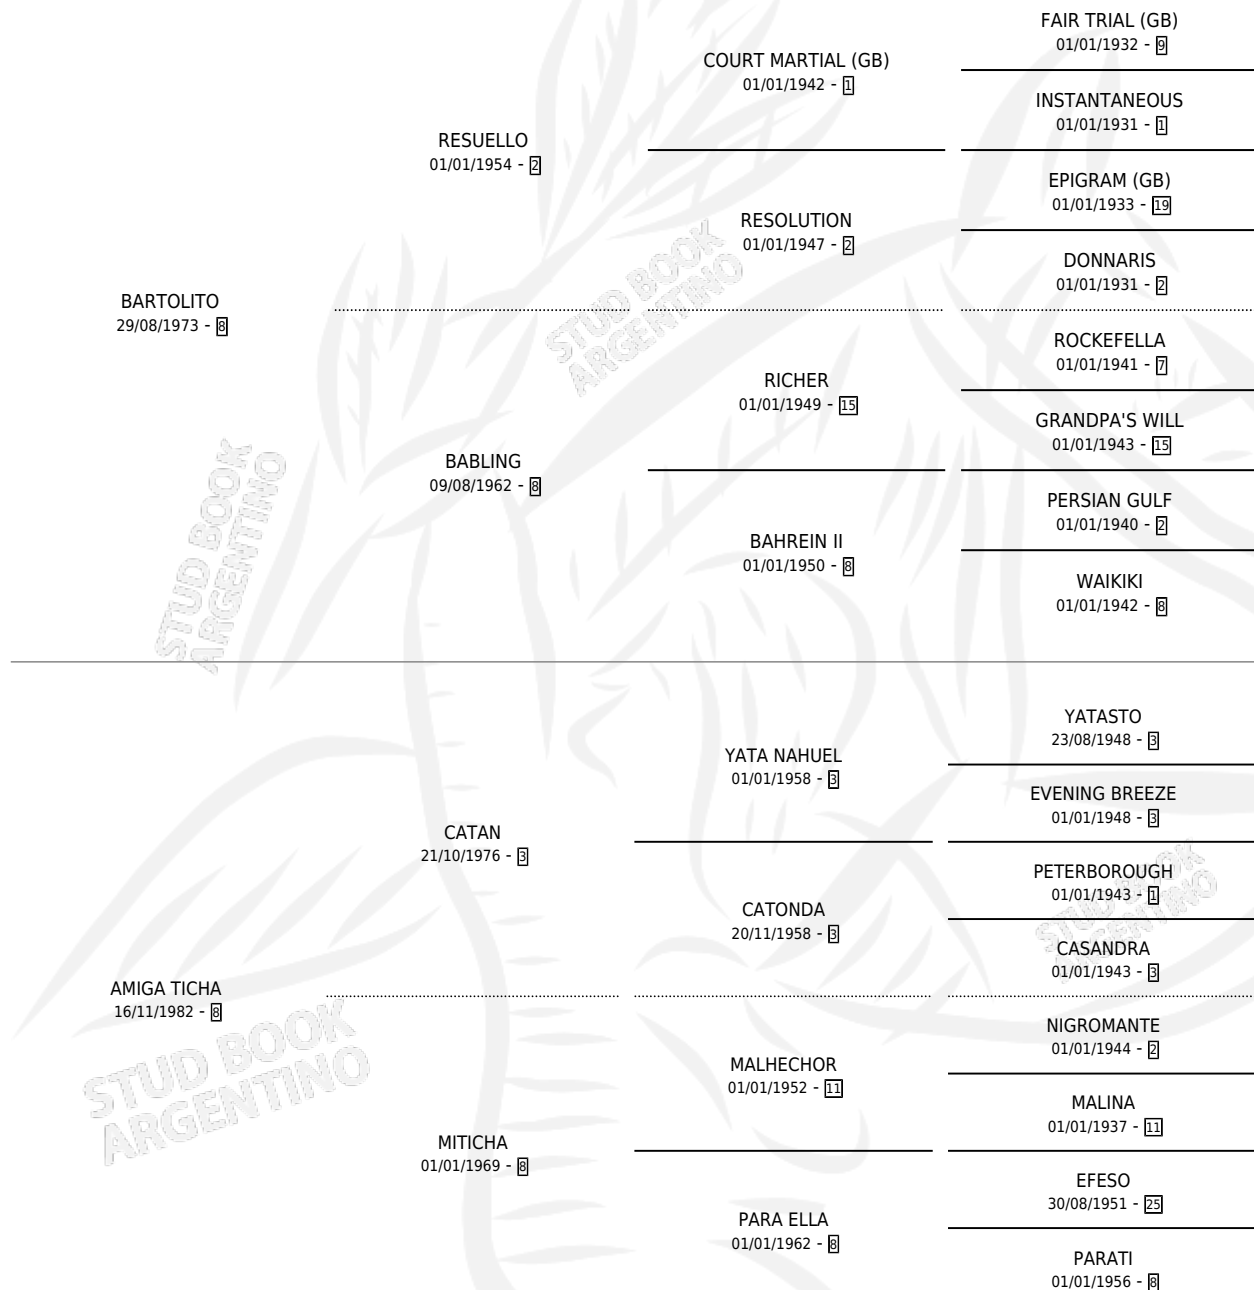 FAIR TRIAL (GB)
01/01/1932 - 9
COURT MARTIAL (GB)
01/01/1942 - 1
INSTANTANEOUS
01/01/1931 - 1
RESUELLO
01/01/1954 - 2
EPIGRAM (GB)
01/01/1933 - 19
RESOLUTION
01/01/1947 - 2
DONNARIS
01/01/1931 - 2
BARTOLITO
29/08/1973 - 8
ROCKEFELLA
01/01/1941 - 7
RICHER
01/01/1949 - 15
GRANDPA'S WILL
01/01/1943 - 15
BABLING
09/08/1962 - 8
PERSIAN GULF
01/01/1940 - 2
BAHREIN II
01/01/1950 - 8
WAIKIKI
01/01/1942 - 8
STUD BOOK
ARGENTINO
STUD BOOK
ARGENTINO
YATASTO
23/08/1948 - 3
YATA NAHUEL
01/01/1958 - 3
EVENING BREEZE
01/01/1948 - 3
CATAN
21/10/1976 - 3
PETERBOROUGH
01/01/1943 - 1
CATONDA
20/11/1958 - 3
CASANDRA
01/01/1943 - 3
AMIGA TICHA
16/11/1982 - 8
NIGROMANTE
01/01/1944 - 2
MALHECHOR
01/01/1952 - 11
MALINA
01/01/1937 - 11
MITICHA
01/01/1969 - 8
EFESO
30/08/1951 - 25
PARA ELLA
01/01/1962 - 8
PARATI
01/01/1956 - 8
STUD BOOK
ARGENTINO
STUD BOOK
ARGENTINO